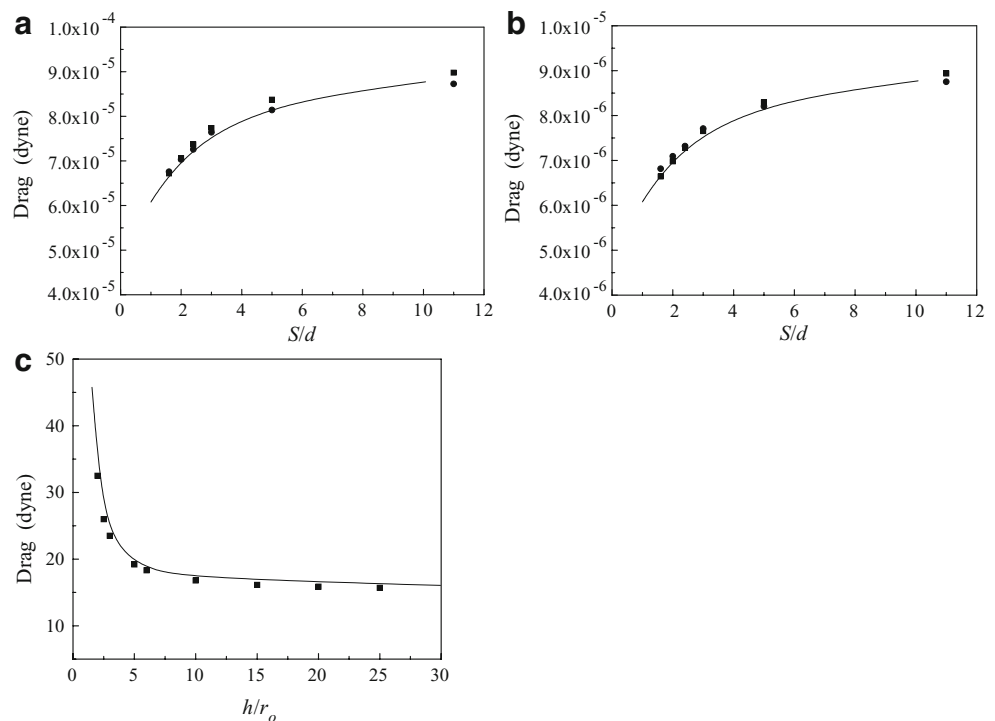 a
1.0x10⁻⁴
9.0x10⁻⁵
8.0x10⁻⁵
7.0x10⁻⁵
6.0x10⁻⁵
5.0x10⁻⁵
4.0x10⁻⁵
Drag (dyne)
0 2 4 6 8 10 12
S/d
b
1.0x10⁻⁵
9.0x10⁻⁶
8.0x10⁻⁶
7.0x10⁻⁶
6.0x10⁻⁶
5.0x10⁻⁶
4.0x10⁻⁶
Drag (dyne)
0 2 4 6 8 10 12
S/d
c
50
40
30
20
10
Drag (dyne)
0 5 10 15 20 25 30
h/rₒ